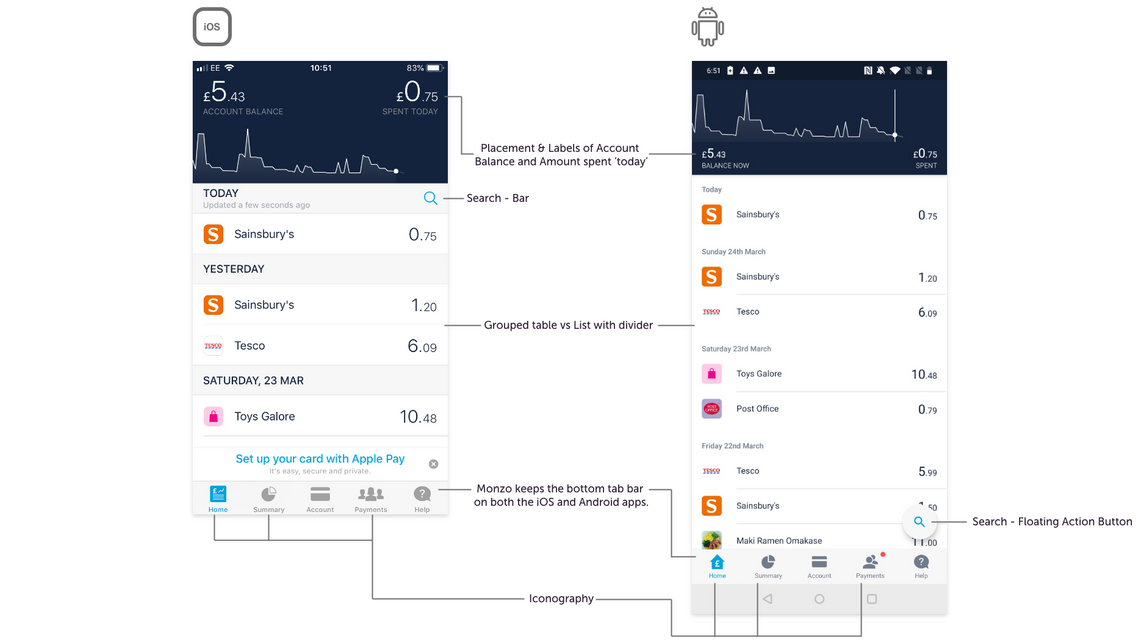 iOS
EE 10:51 83%
£5.43 £0.75
ACCOUNT BALANCE SPENT TODAY
TODAY
Updated a few seconds ago
S Sainsbury's 0.75
YESTERDAY
S Sainsbury's 1.20
TESCO Tesco 6.09
SATURDAY, 23 MAR
Toys Galore 10.48
Set up your card with Apple Pay
It's easy, secure and private.
£
Home Summary Account Payments ? Help
Placement & Labels of Account
Balance and Amount spent 'today'
Search - Bar
Grouped table vs List with divider
Monzo keeps the bottom tab bar
on both the iOS and Android apps.
Iconography
6:51
N
£5.43 £0.75
BALANCE NOW SPENT
Today
S Sainsbury's 0.75
Sunday 24th March
S Sainsbury's 1.20
TESCO Tesco 6.09
Saturday 23rd March
Toys Galore 10.48
POST OFFICE Post Office 0.79
Friday 22nd March
TESCO Tesco 5.99
S Sainsbury's .50
Maki Ramen Omakase 11.00
£
Home Summary Account Payments ? Help
Search - Floating Action Button